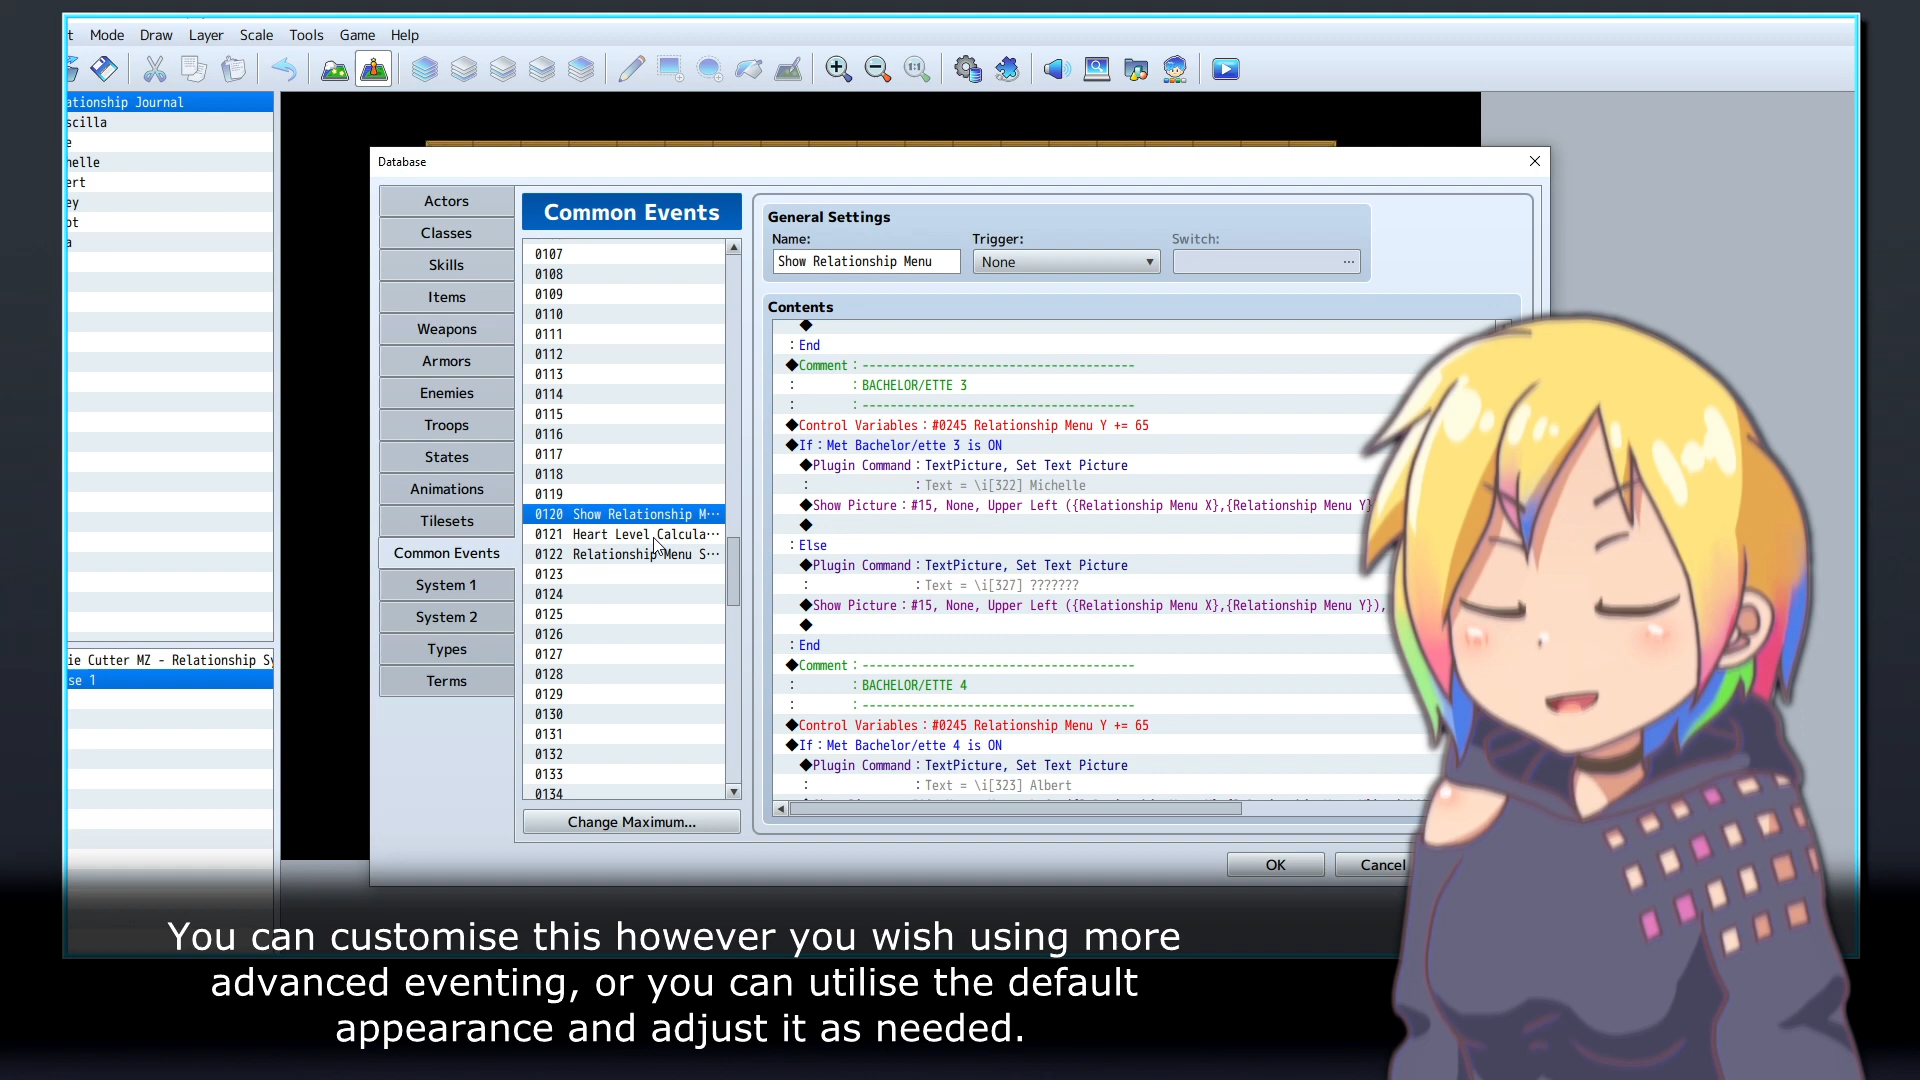 t Mode Draw Layer Scale Tools Game Help
ationship Journal
scilla
e
helle
ert
ey
ot
a
ie Cutter MZ - Relationship Sy
se 1
Database
Actors
Classes
Skills
Items
Weapons
Armors
Enemies
Troops
States
Animations
Tilesets
Common Events
System 1
System 2
Types
Terms
Common Events
0107
0108
0109
0110
0111
0112
0113
0114
0115
0116
0117
0118
0119
0120 Show Relationship M…
0121 Heart Level Calcula…
0122 Relationship Menu S…
0123
0124
0125
0126
0127
0128
0129
0130
0131
0132
0133
0134
Change Maximum...
General Settings
Name: Trigger: Switch:
Show Relationship Menu None ...
Contents
◆
: End
◆Comment : ---------------------------------------
: : BACHELOR/ETTE 3
: : ---------------------------------------
◆Control Variables : #0245 Relationship Menu Y += 65
◆If : Met Bachelor/ette 3 is ON
◆Plugin Command : TextPicture, Set Text Picture
: : Text = \i[322] Michelle
◆Show Picture : #15, None, Upper Left ({Relationship Menu X},{Relationship Menu Y}
◆
: Else
◆Plugin Command : TextPicture, Set Text Picture
: : Text = \i[327] ???????
◆Show Picture : #15, None, Upper Left ({Relationship Menu X},{Relationship Menu Y}),
◆
: End
◆Comment : ---------------------------------------
: : BACHELOR/ETTE 4
: : ---------------------------------------
◆Control Variables : #0245 Relationship Menu Y += 65
◆If : Met Bachelor/ette 4 is ON
◆Plugin Command : TextPicture, Set Text Picture
: : Text = \i[323] Albert
OK Cancel
You can customise this however you wish using more
advanced eventing, or you can utilise the default
appearance and adjust it as needed.